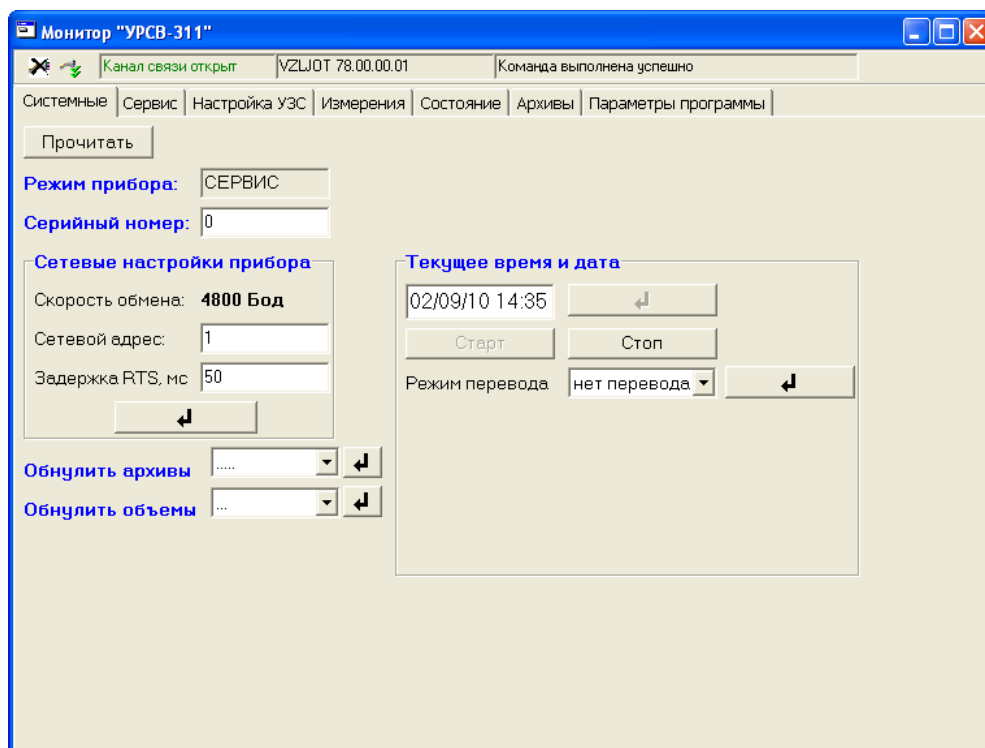 Монитор "УРСВ-311"
Канал связи открыт VZLJOT 78.00.00.01 Команда выполнена успешно
Системные Сервис Настройка УЗС Измерения Состояние Архивы Параметры программы
Прочитать
Режим прибора: СЕРВИС
Серийный номер: 0
Сетевые настройки прибора Текущее время и дата
Скорость обмена: 4800 Бод 02/09/10 14:35
Сетевой адрес: 1 Старт Стоп
Задержка RTS, мс 50 Режим перевода нет перевода
Обнулить архивы .....
Обнулить объемы ...